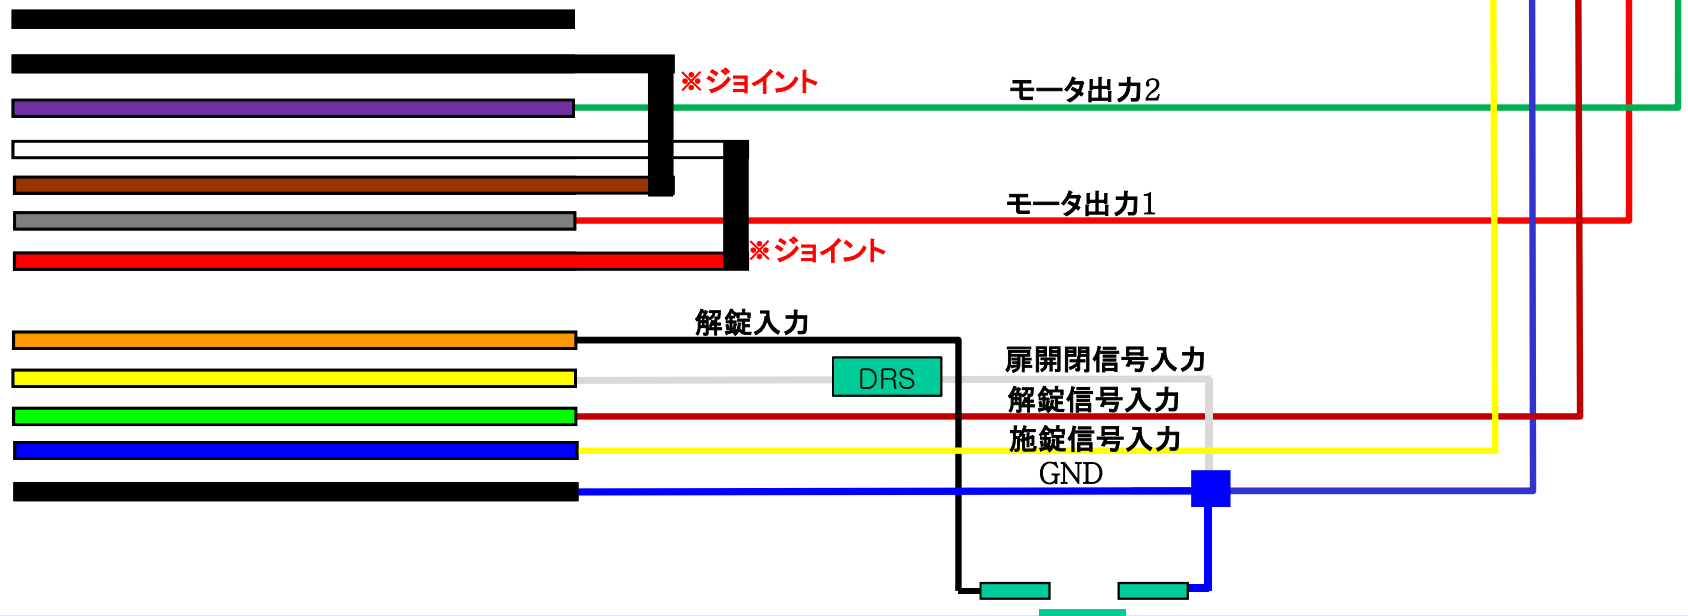 ※ジョイント
モータ出力2
モータ出力1
※ジョイント
解錠入力
扉開閉信号入力
DRS
解錠信号入力
施錠信号入力
GND